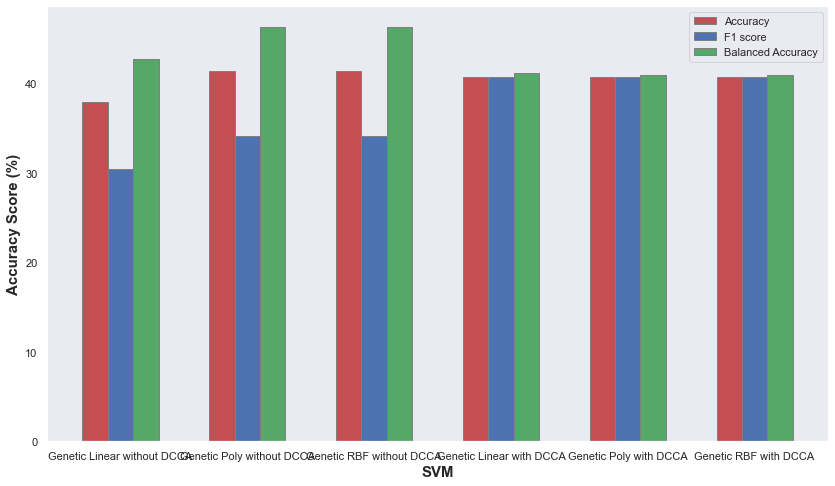 Accuracy
F1 score
Balanced Accuracy
Accuracy Score (%)
40
30
20
10
0
Genetic Linear without DCCA
Genetic Poly without DCCA
Genetic RBF without DCCA
Genetic Linear with DCCA
Genetic Poly with DCCA
Genetic RBF with DCCA
SVM